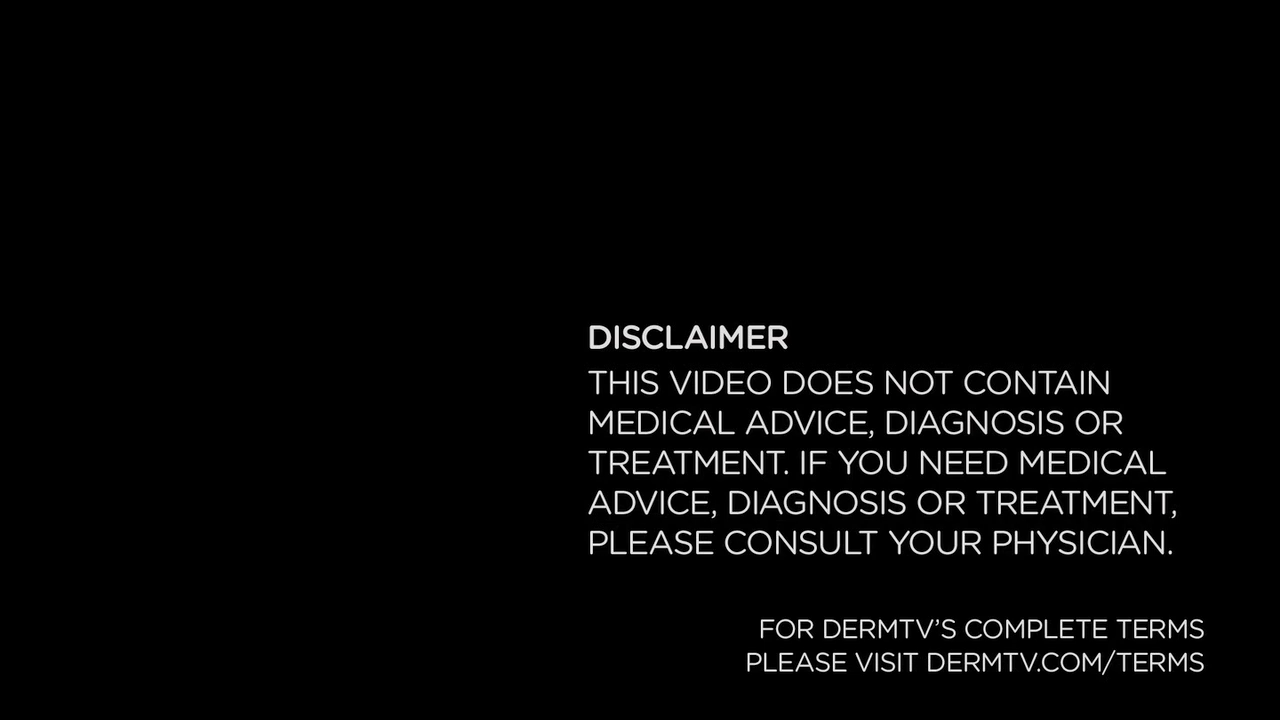 DISCLAIMER
THIS VIDEO DOES NOT CONTAIN
MEDICAL ADVICE, DIAGNOSIS OR
TREATMENT. IF YOU NEED MEDICAL
ADVICE, DIAGNOSIS OR TREATMENT,
PLEASE CONSULT YOUR PHYSICIAN.
FOR DERMTV’S COMPLETE TERMS
PLEASE VISIT DERMTV.COM/TERMS